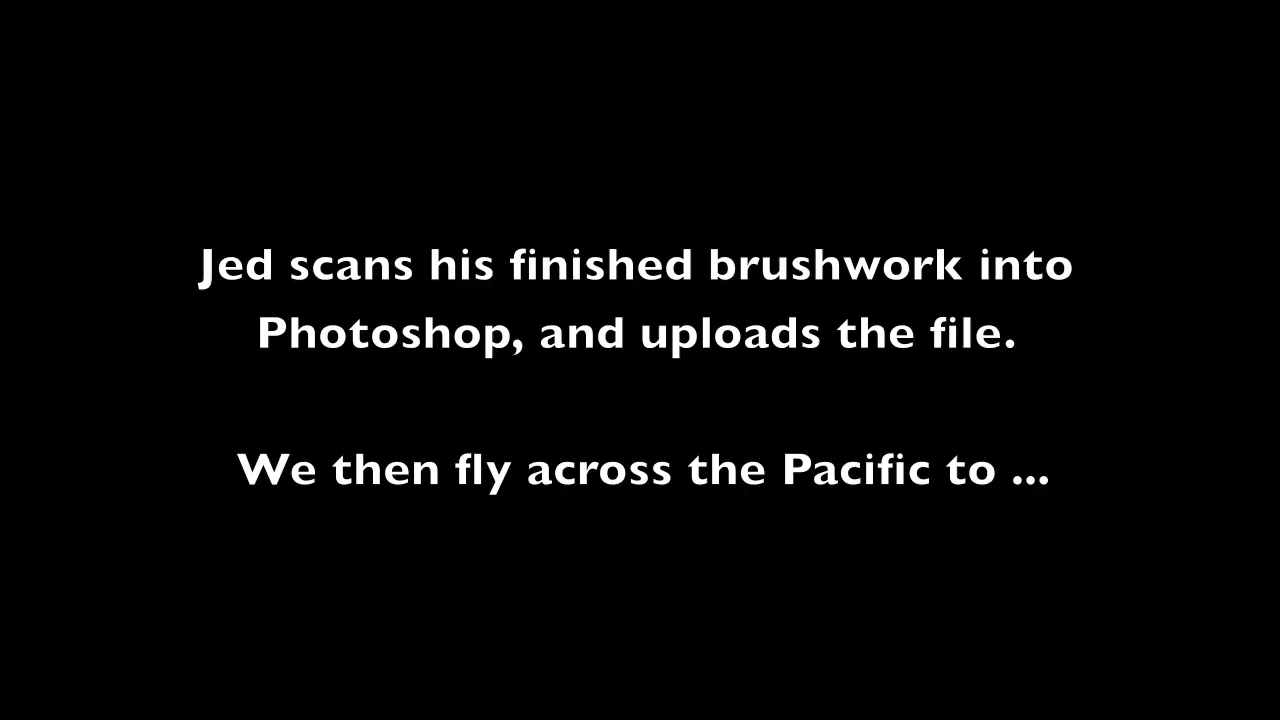 Jed scans his finished brushwork into
Photoshop, and uploads the file.
We then fly across the Pacific to ...